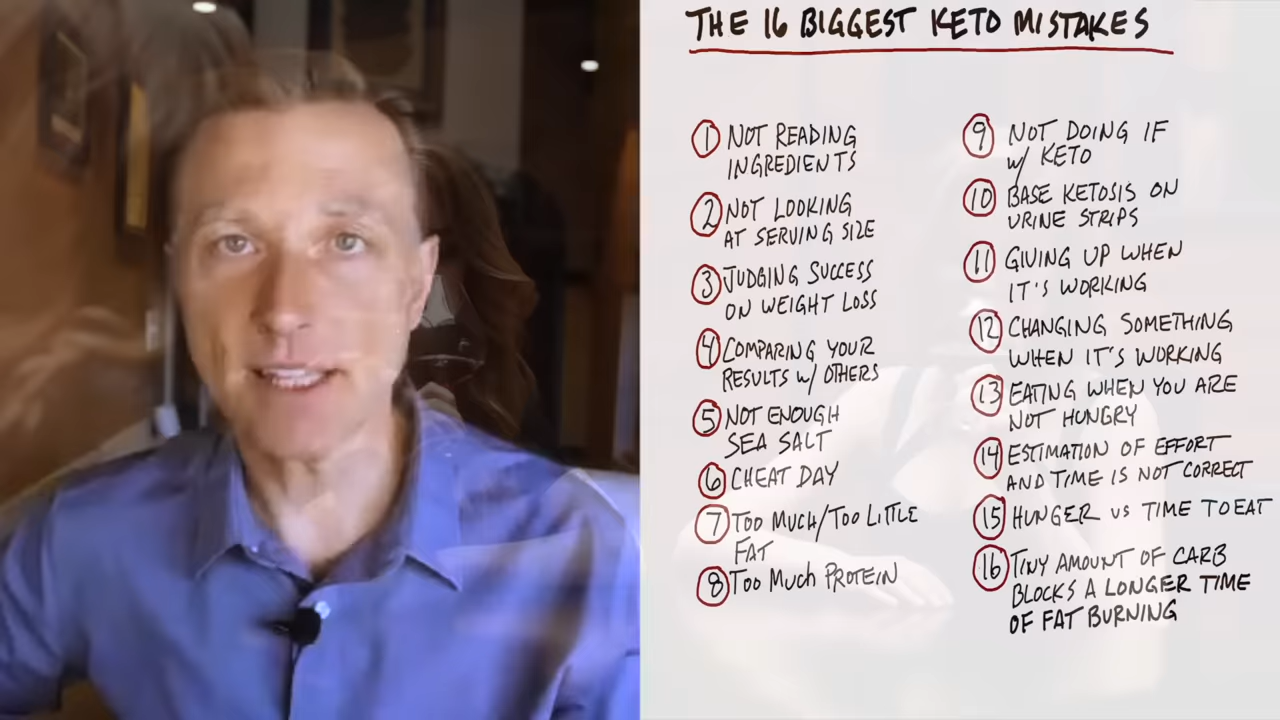 THE 16 BIGGEST KETO MISTAKES
1 NOT READING
INGREDIENTS
2 NOT LOOKING
AT SERVING SIZE
3 JUDGING SUCCESS
ON WEIGHT LOSS
4 COMPARING YOUR
RESULTS w/ OTHERS
5 NOT ENOUGH
SEA SALT
6 CHEAT DAY
7 TOO MUCH/TOO LITTLE
FAT
8 TOO MUCH PROTEIN
9 NOT DOING IF
w/ KETO
10 BASE KETOSIS ON
URINE STRIPS
11 GIVING UP WHEN
IT'S WORKING
12 CHANGING SOMETHING
WHEN IT'S WORKING
13 EATING WHEN YOU ARE
NOT HUNGRY
14 ESTIMATION OF EFFORT
AND TIME IS NOT CORRECT
15 HUNGER vs TIME TO EAT
16 TINY AMOUNT OF CARB
BLOCKS A LONGER TIME
OF FAT BURNING